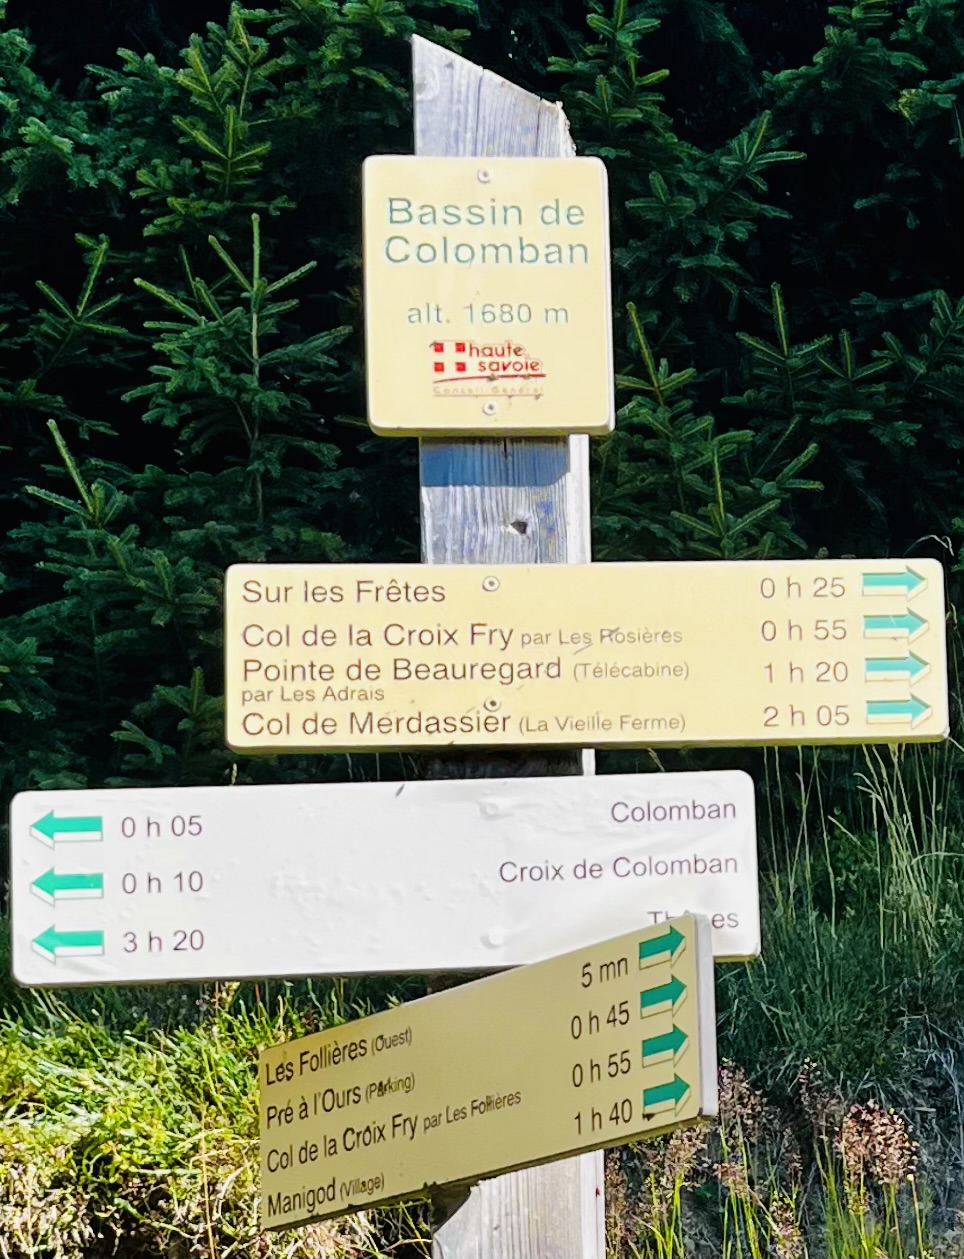 Bassin de
Colomban
alt. 1680 m
haute
savoie
Conseil Général
Sur les Frêtes 0 h 25
Col de la Croix Fry par Les Rosières 0 h 55
Pointe de Beauregard (Télécabine) 1 h 20
par Les Adrais
Col de Merdassier (La Vieille Ferme) 2 h 05
0 h 05 Colomban
0 h 10 Croix de Colomban
3 h 20
Les Follières (Ouest) 5 mn
Pré à l'Ours (Parking) 0 h 45
Col de la Croix Fry par Les Follières 0 h 55
Manigod (Village) 1 h 40